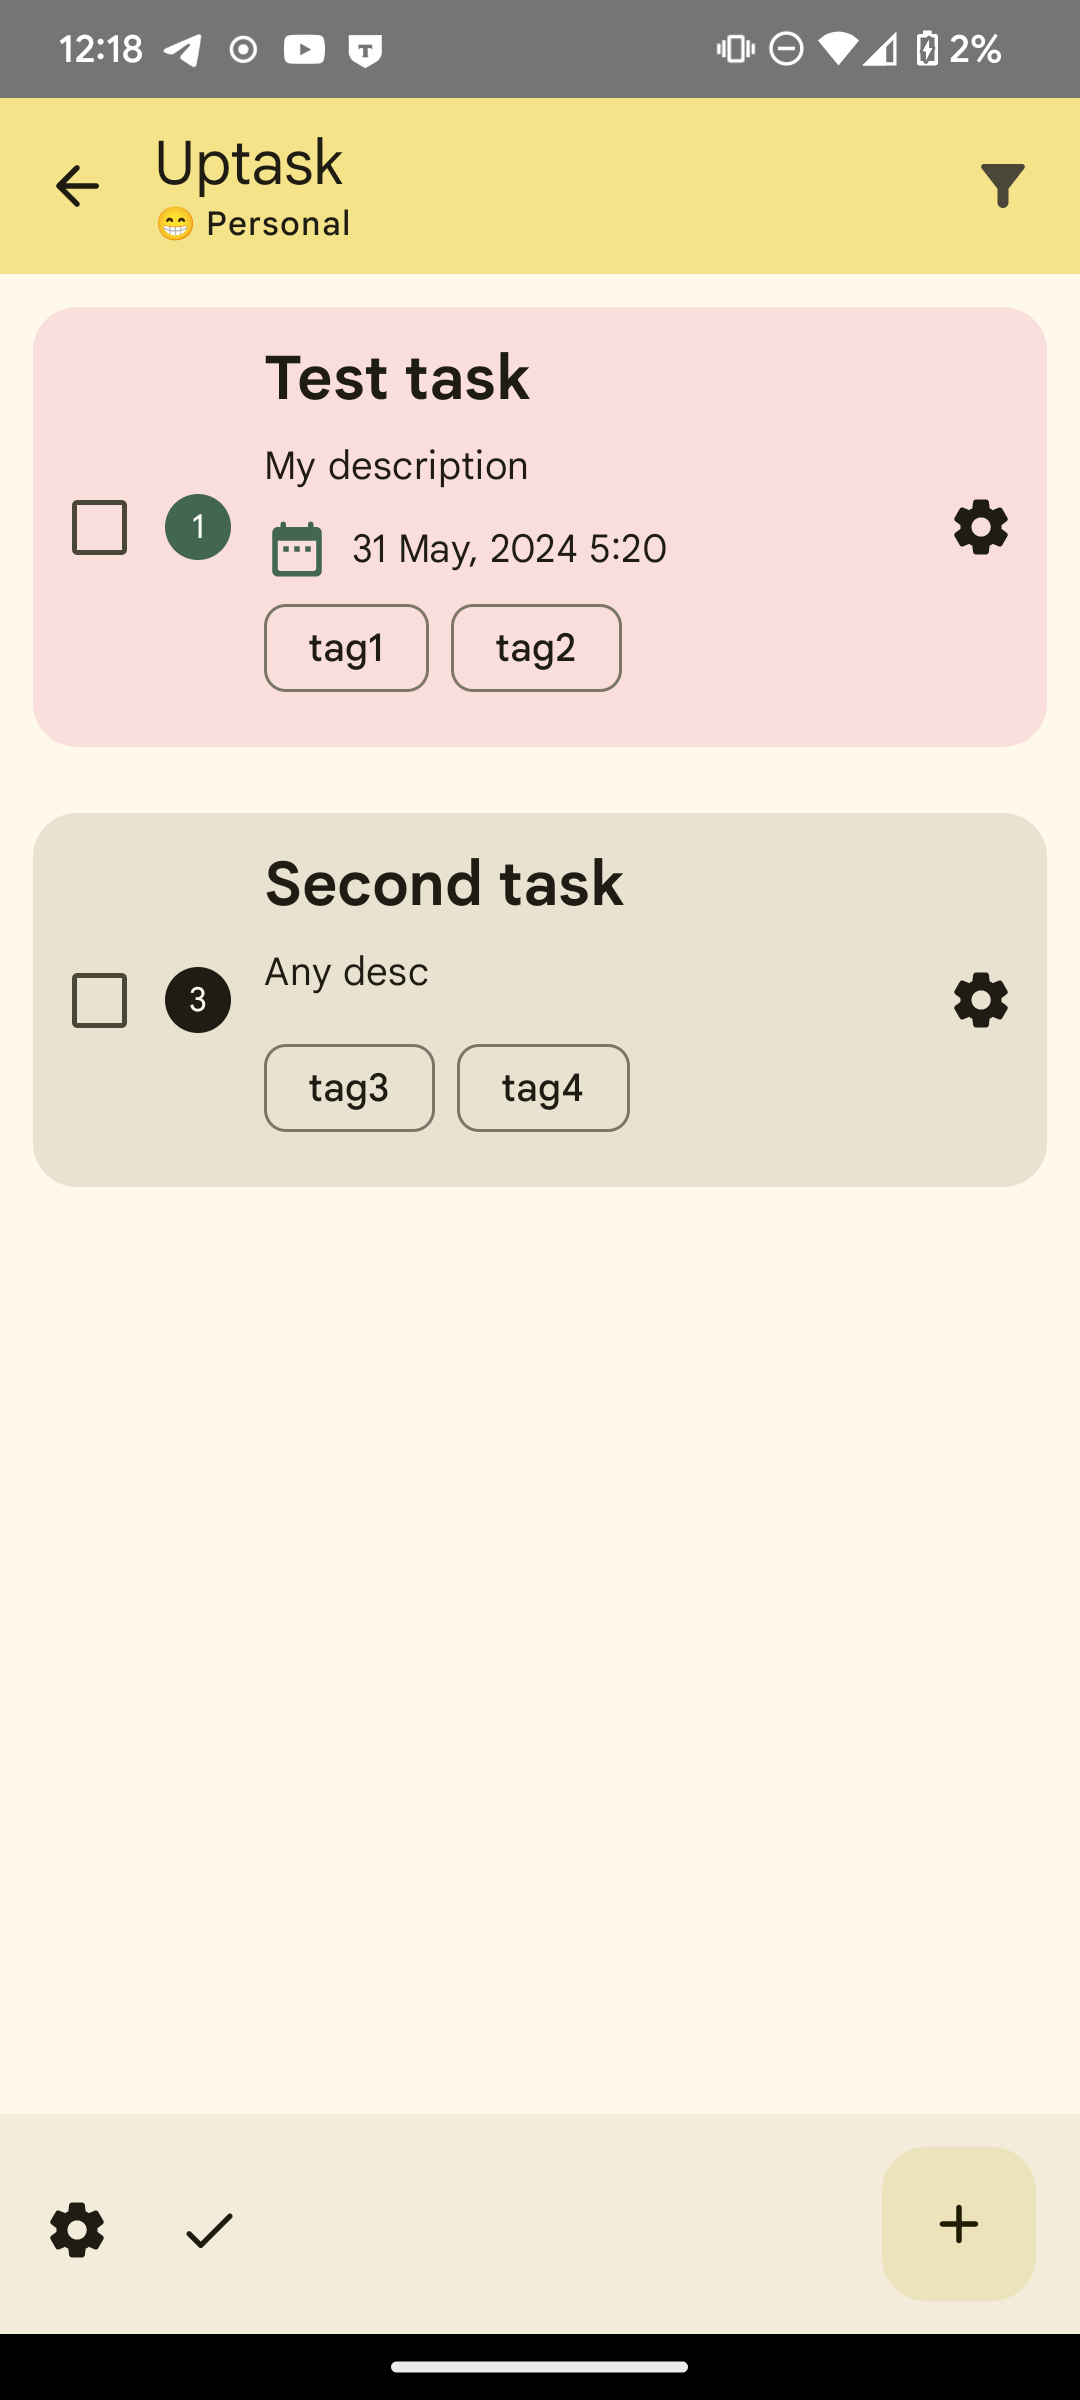 12:18 2%
Uptask
😁 Personal
Test task
My description
1
31 May, 2024 5:20
tag1 tag2
Second task
Any desc
3
tag3 tag4